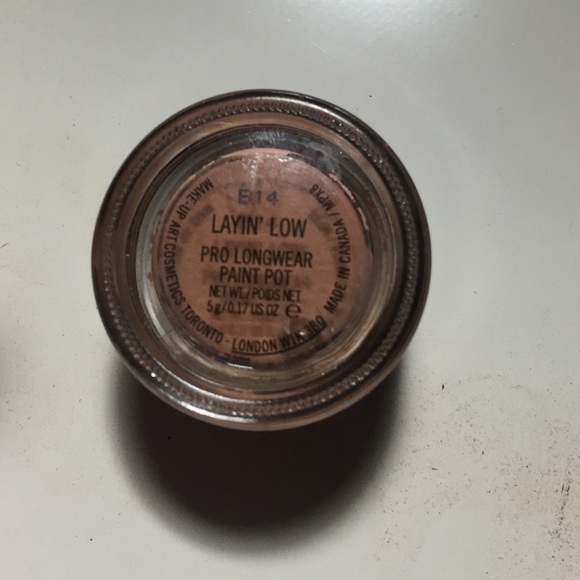 B14
LAYIN' LOW
PRO LONGWEAR
PAINT POT
NET WT./POIDS NET
5 g/0.17 US OZ e
MAKE-UP ART COSMETICS TORONTO - LONDON W1K 3BQ MADE IN CANADA / MPX8